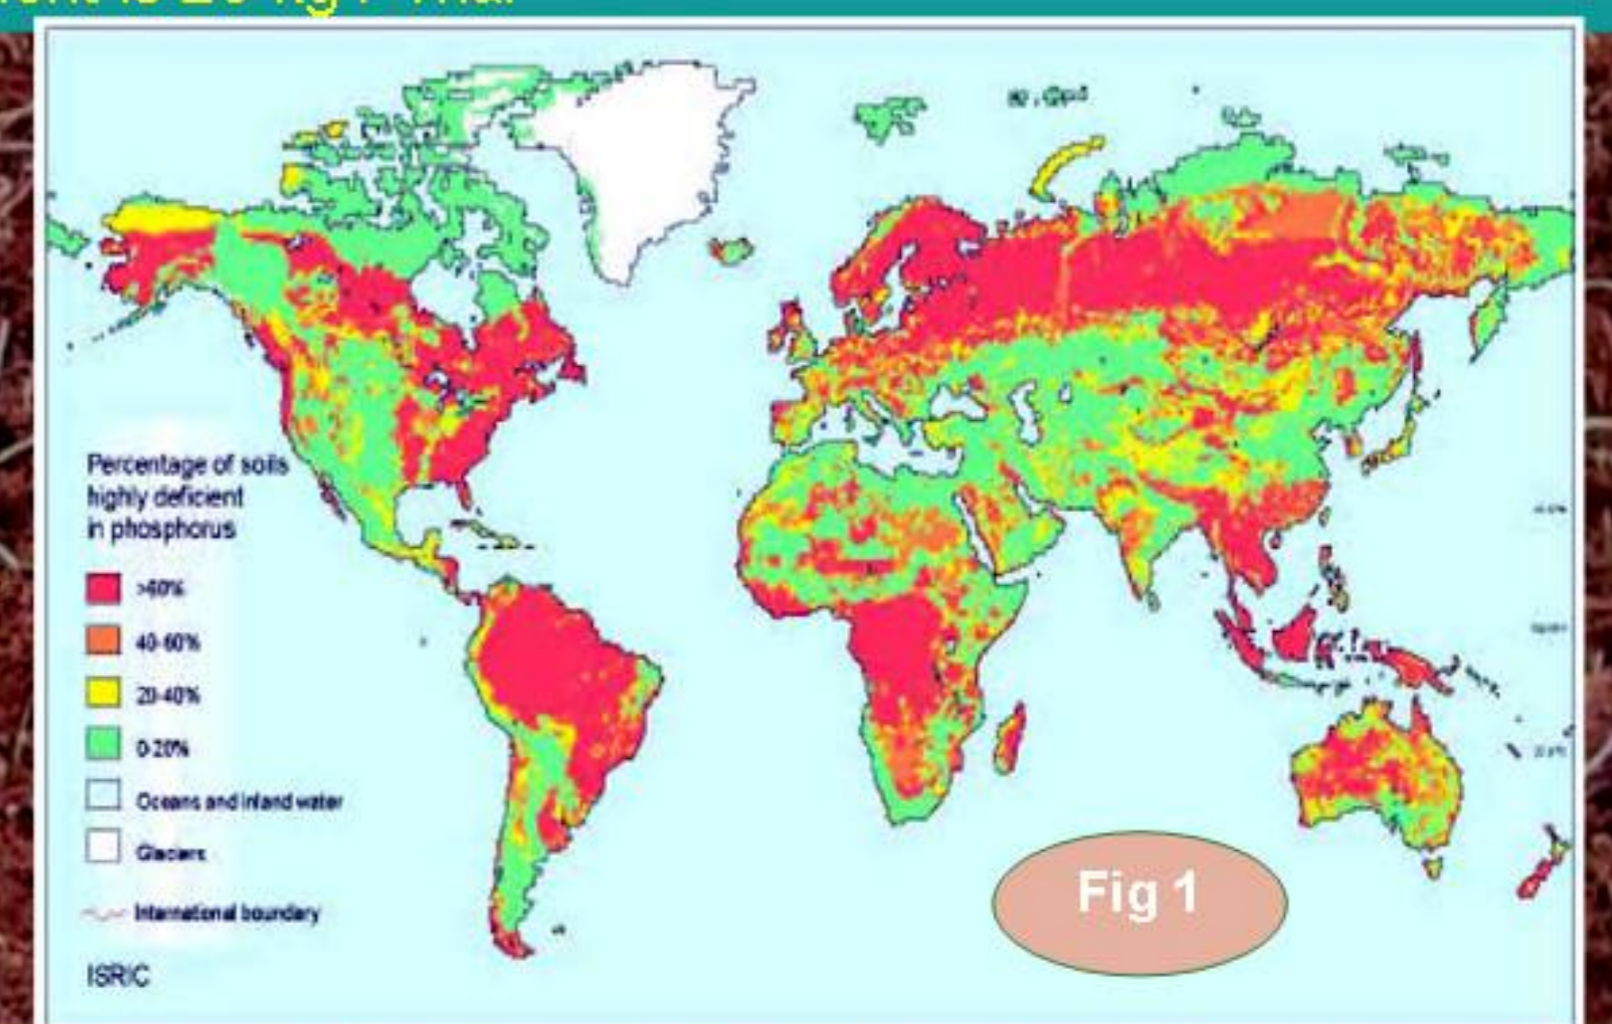 Percentage of soils
highly deficient
in phosphorus
>60%
40-60%
20-40%
0-20%
Oceans and inland water
Glaciers
International boundary
ISRIC
Fig 1